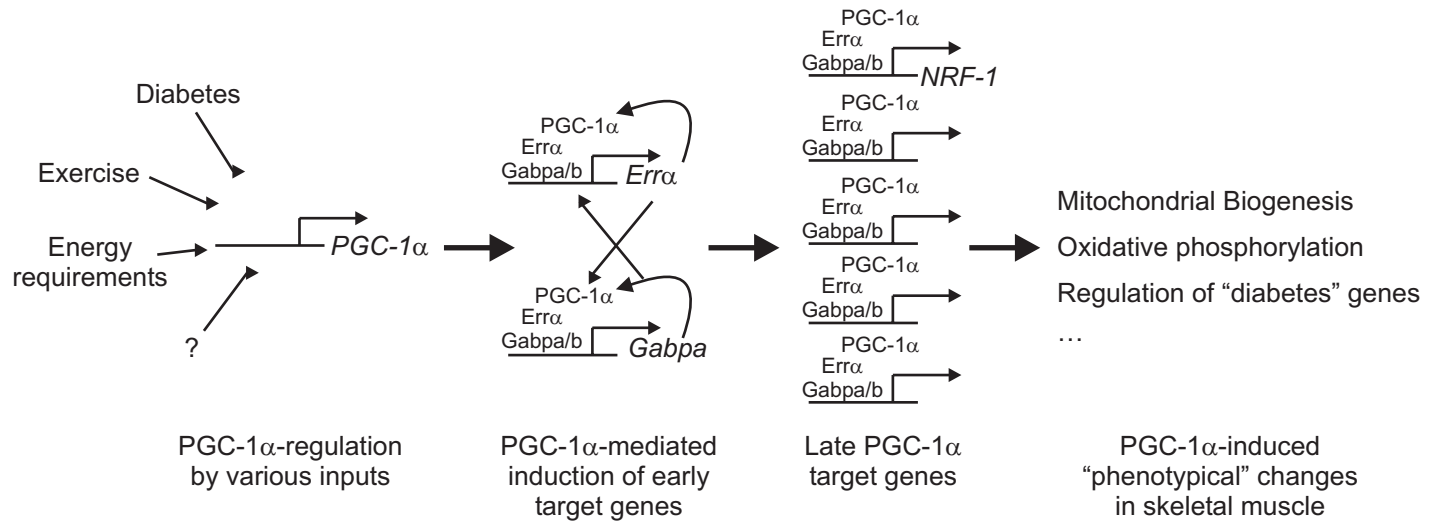 Diabetes
Exercise
Energy
requirements
?
PGC-1α
PGC-1α
Errα
Gabpa/b
Errα
PGC-1α
Errα
Gabpa/b
Gabpa
PGC-1α
Errα
Gabpa/b
NRF-1
PGC-1α
Errα
Gabpa/b
PGC-1α
Errα
Gabpa/b
PGC-1α
Errα
Gabpa/b
PGC-1α
Errα
Gabpa/b
Mitochondrial Biogenesis
Oxidative phosphorylation
Regulation of “diabetes” genes
…
PGC-1α-regulation
by various inputs
PGC-1α-mediated
induction of early
target genes
Late PGC-1α
target genes
PGC-1α-induced
“phenotypical” changes
in skeletal muscle